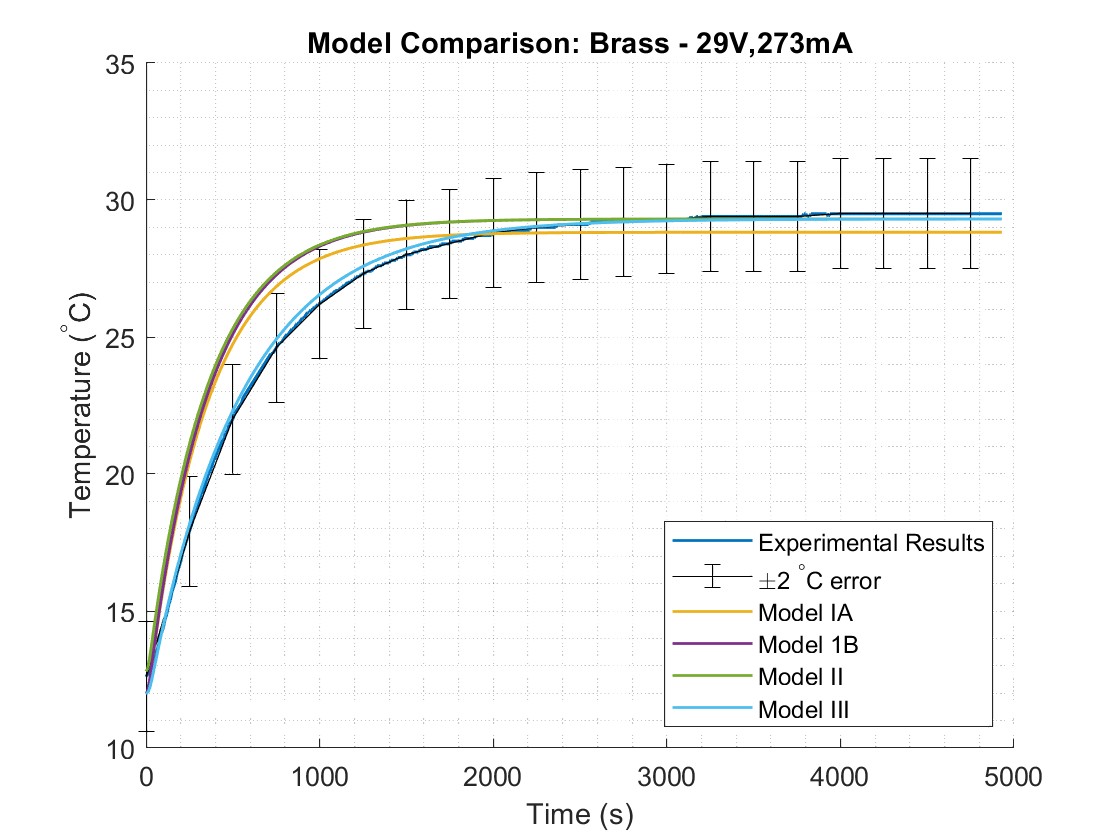 Model Comparison: Brass - 29V,273mA
35
30
25
20
15
10
Temperature (°C)
0
1000
2000
3000
4000
5000
Time (s)
Experimental Results
±2 °C error
Model IA
Model 1B
Model II
Model III